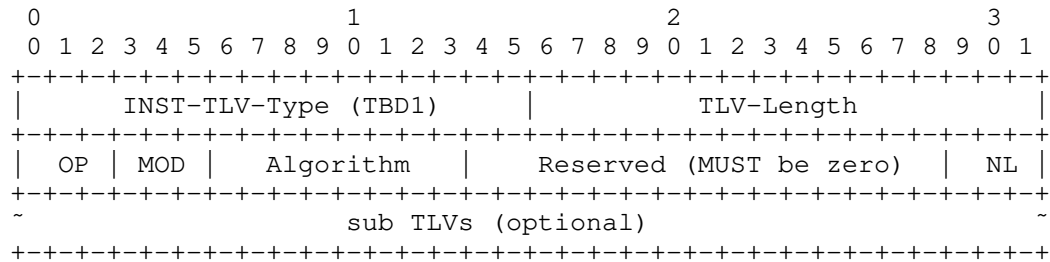 0                   1                   2                   3
 0 1 2 3 4 5 6 7 8 9 0 1 2 3 4 5 6 7 8 9 0 1 2 3 4 5 6 7 8 9 0 1
+-+-+-+-+-+-+-+-+-+-+-+-+-+-+-+-+-+-+-+-+-+-+-+-+-+-+-+-+-+-+-+-+
|      INST-TLV-Type (TBD1)     |          TLV-Length           |
+-+-+-+-+-+-+-+-+-+-+-+-+-+-+-+-+-+-+-+-+-+-+-+-+-+-+-+-+-+-+-+-+
|  OP | MOD |   Algorithm   |    Reserved (MUST be zero)  |  NL |
+-+-+-+-+-+-+-+-+-+-+-+-+-+-+-+-+-+-+-+-+-+-+-+-+-+-+-+-+-+-+-+-+
~                    sub TLVs (optional)                        ~
+-+-+-+-+-+-+-+-+-+-+-+-+-+-+-+-+-+-+-+-+-+-+-+-+-+-+-+-+-+-+-+-+